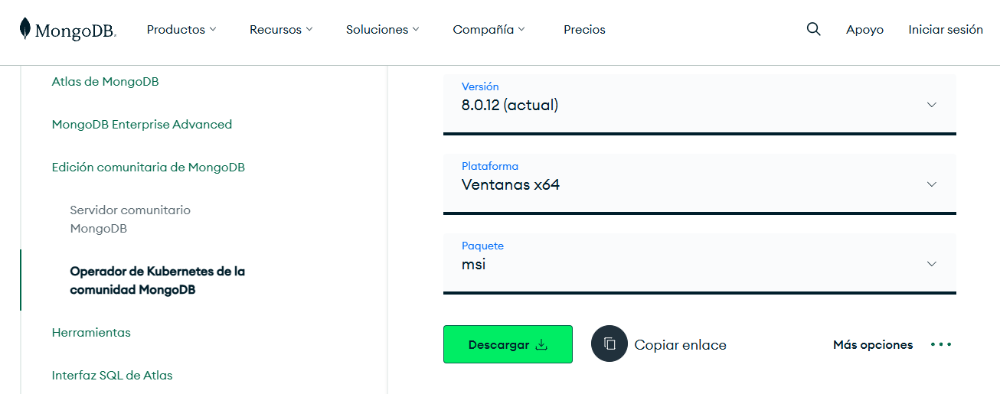 MongoDB.
Productos
Recursos
Soluciones
Compañía
Precios
Apoyo
Iniciar sesión
Atlas de MongoDB
MongoDB Enterprise Advanced
Edición comunitaria de MongoDB
Servidor comunitario
MongoDB
Operador de Kubernetes de la
comunidad MongoDB
Herramientas
Interfaz SQL de Atlas
Versión
8.0.12 (actual)
Plataforma
Ventanas x64
Paquete
msi
Descargar
Copiar enlace
Más opciones